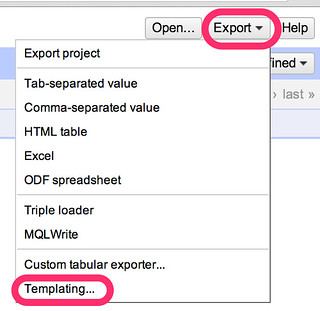 Open... Export Help
Export project
fined
Tab-separated value
Comma-separated value
› last »
HTML table
Excel
ODF spreadsheet
Triple loader
MQLWrite
Custom tabular exporter...
Templating...